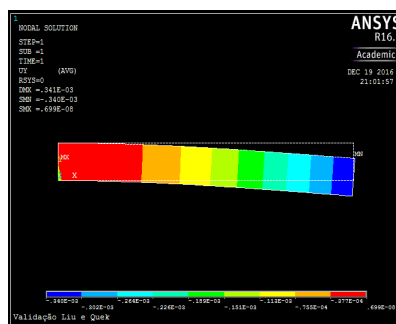 1
NODAL SOLUTION
STEP=1
SUB =1
TIME=1
UY (AVG)
RSYS=0
DMX =.341E-03
SMN =-.340E-03
SMX =.699E-08
ANSYS
R16.
Academic
DEC 19 2016
21:01:57
MX
MN
X
-.340E-03 -.264E-03 -.189E-03 -.113E-03 -.377E-04
-.302E-03 -.226E-03 -.151E-03 -.755E-04 .699E-08
Validação Liu e Quek